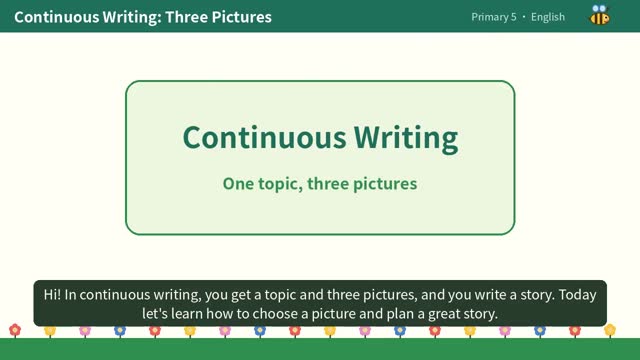 Continuous Writing: Three Pictures
Primary 5 • English
Continuous Writing
One topic, three pictures
Hi! In continuous writing, you get a topic and three pictures, and you write a story. Today
let's learn how to choose a picture and plan a great story.